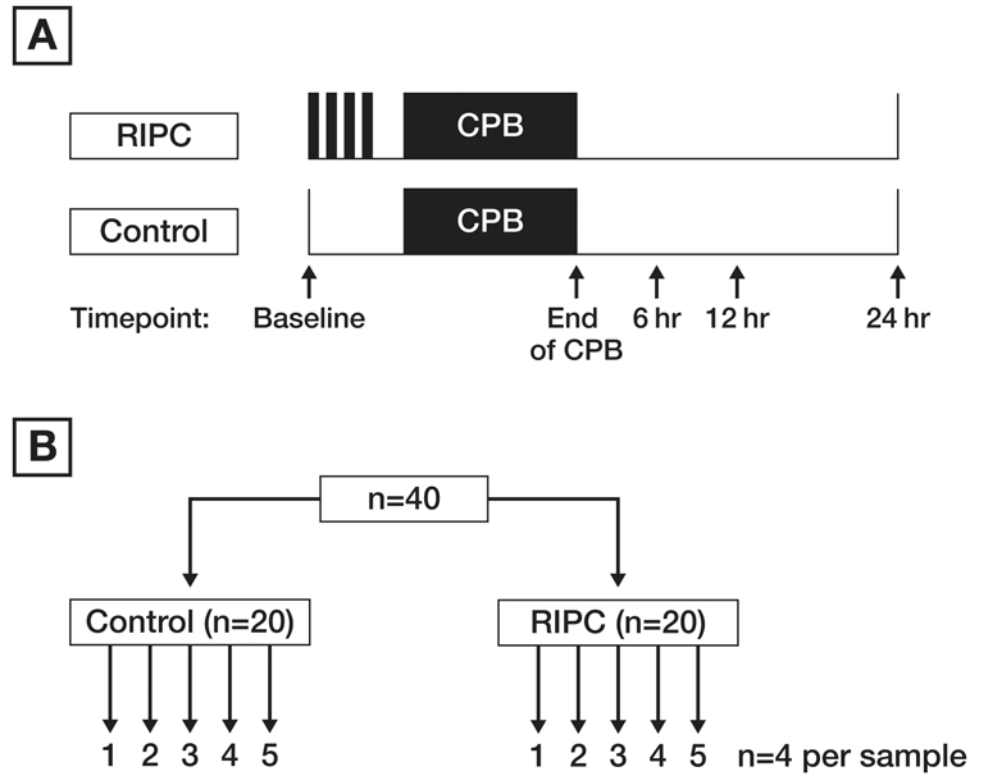 A
RIPC
CPB
Control
CPB
Timepoint: Baseline End of CPB 6 hr 12 hr 24 hr
B
n=40
Control (n=20)
RIPC (n=20)
1 2 3 4 5
1 2 3 4 5
n=4 per sample